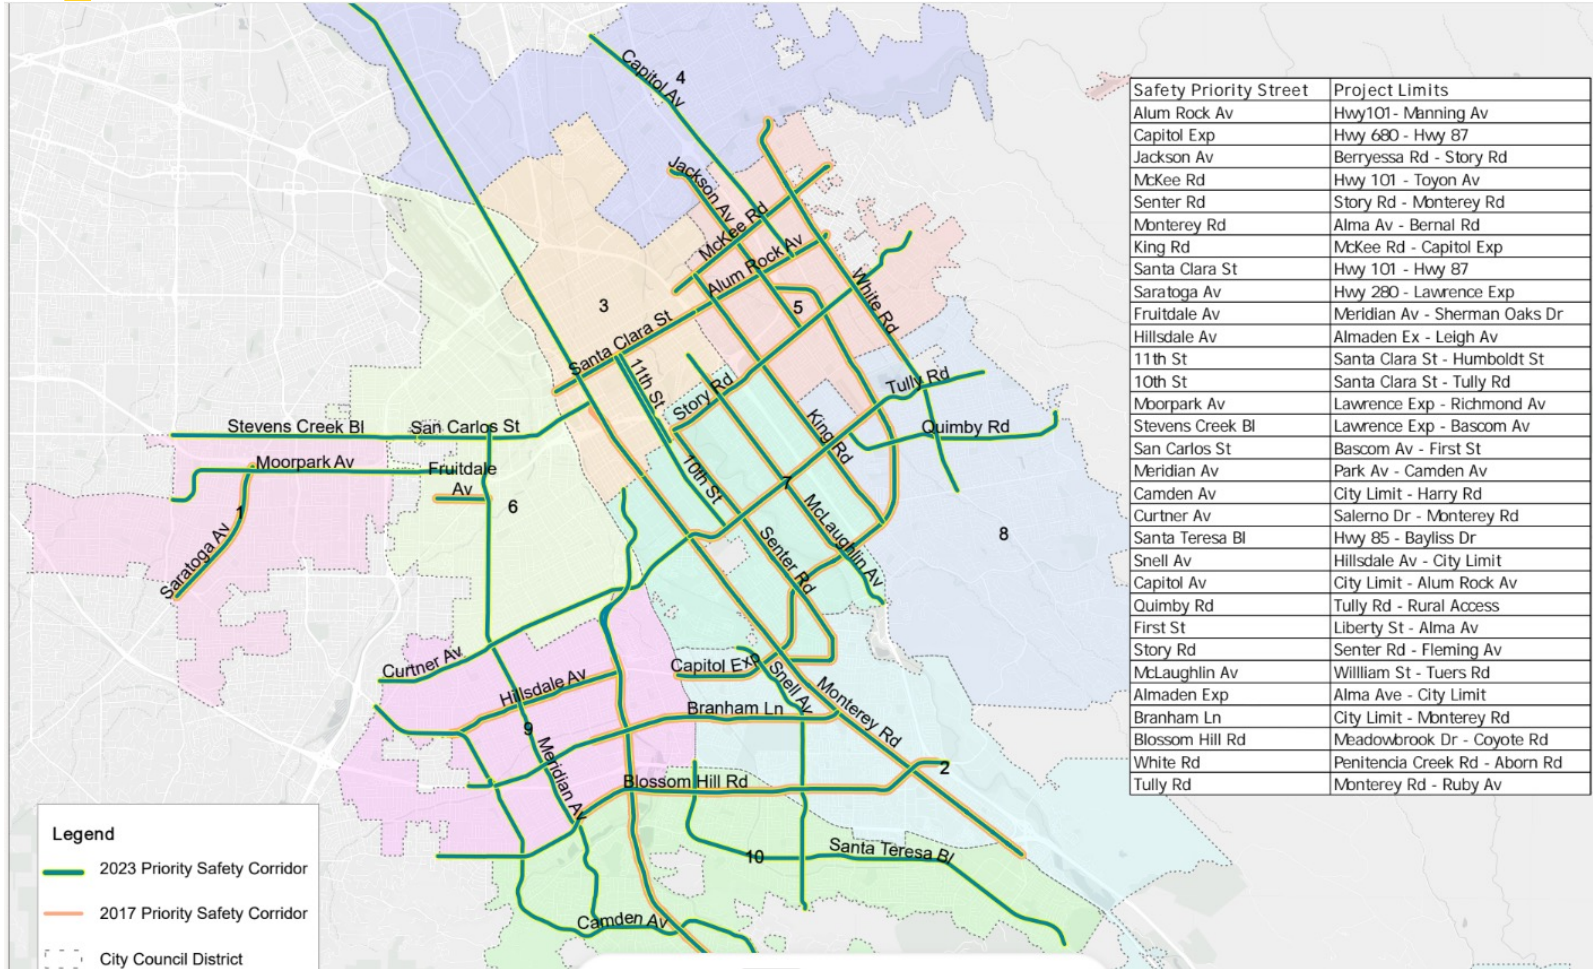 Capitol Av
4
Jackson Av
McKee Rd
Alum Rock Av
3
5
White Rd
Santa Clara St
11th St
Story Rd
Tully Rd
Stevens Creek Bl
San Carlos St
King Rd
Quimby Rd
Moorpark Av
Fruitdale
Av
10th St
7
6
1
McLaughlin Av
8
Saratoga Av
Senter Rd
Curtner Av
Capitol Exp
Hillsdale Av
Snell Av
Monterey Rd
Branham Ln
9
Meridian Av
2
Blossom Hill Rd
10
Santa Teresa Bl
Camden Av
Safety Priority Street Project Limits
Alum Rock Av Hwy101- Manning Av
Capitol Exp Hwy 680 - Hwy 87
Jackson Av Berryessa Rd - Story Rd
McKee Rd Hwy 101 - Toyon Av
Senter Rd Story Rd - Monterey Rd
Monterey Rd Alma Av - Bernal Rd
King Rd McKee Rd - Capitol Exp
Santa Clara St Hwy 101 - Hwy 87
Saratoga Av Hwy 280 - Lawrence Exp
Fruitdale Av Meridian Av - Sherman Oaks Dr
Hillsdale Av Almaden Ex - Leigh Av
11th St Santa Clara St - Humboldt St
10th St Santa Clara St - Tully Rd
Moorpark Av Lawrence Exp - Richmond Av
Stevens Creek Bl Lawrence Exp - Bascom Av
San Carlos St Bascom Av - First St
Meridian Av Park Av - Camden Av
Camden Av City Limit - Harry Rd
Curtner Av Salerno Dr - Monterey Rd
Santa Teresa Bl Hwy 85 - Bayliss Dr
Snell Av Hillsdale Av - City Limit
Capitol Av City Limit - Alum Rock Av
Quimby Rd Tully Rd - Rural Access
First St Liberty St - Alma Av
Story Rd Senter Rd - Fleming Av
McLaughlin Av Willliam St - Tuers Rd
Almaden Exp Alma Ave - City Limit
Branham Ln City Limit - Monterey Rd
Blossom Hill Rd Meadowbrook Dr - Coyote Rd
White Rd Penitencia Creek Rd - Aborn Rd
Tully Rd Monterey Rd - Ruby Av
Legend
2023 Priority Safety Corridor
2017 Priority Safety Corridor
City Council District